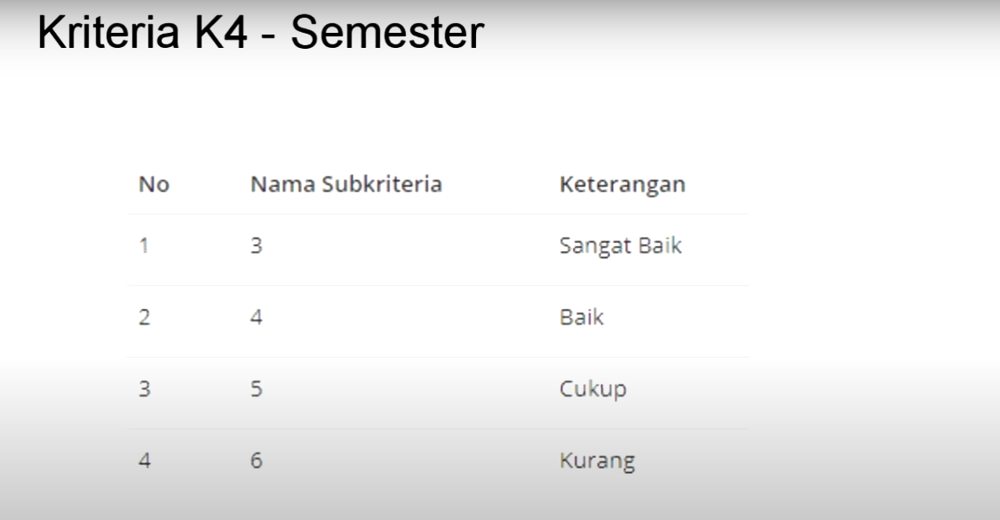 Kriteria K4 - Semester
No Nama Subkriteria Keterangan
1 3 Sangat Baik
2 4 Baik
3 5 Cukup
4 6 Kurang